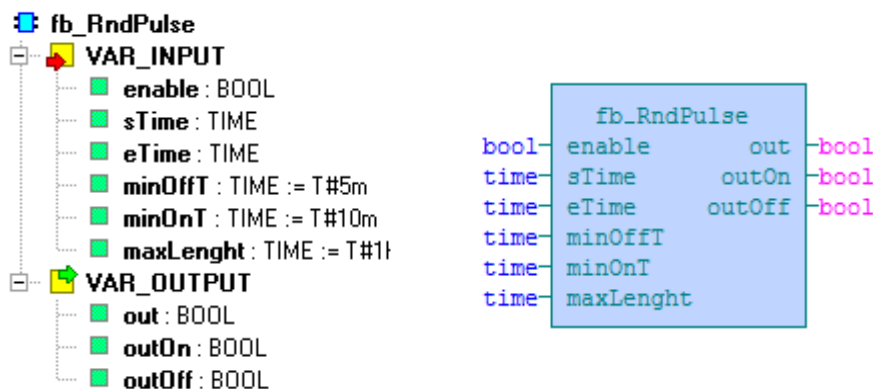 fb_RndPulse
VAR_INPUT
enable : BOOL
sTime : TIME
eTime : TIME
minOffT : TIME := T#5m
minOnT : TIME := T#10m
maxLenght : TIME := T#1
VAR_OUTPUT
out : BOOL
outOn : BOOL
outOff : BOOL
fb_RndPulse
bool enable out bool
time sTime outOn bool
time eTime outOff bool
time minOffT
time minOnT
time maxLenght